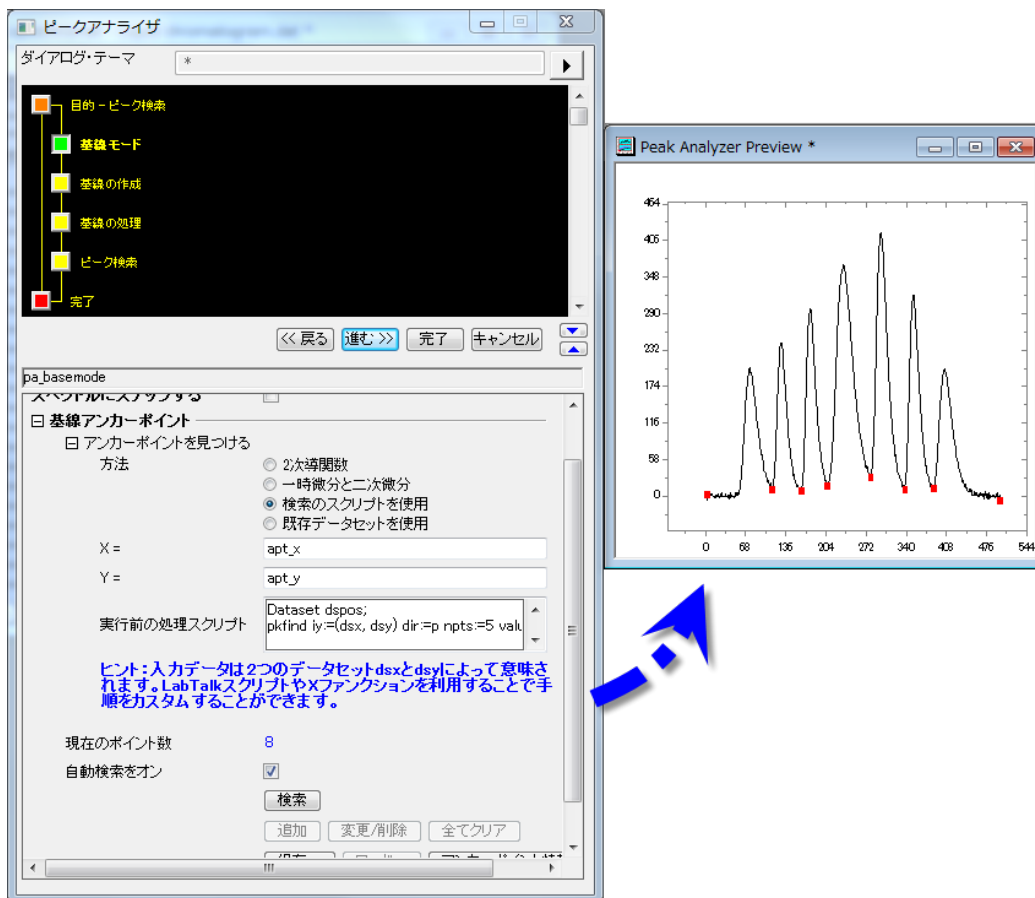 ピークアナライザ
ダイアログ・テーマ
*
目的 - ピーク検索
基線モード
基線の作成
基線の処理
ピーク検索
完了
<< 戻る 進む >> 完了 キャンセル
pa_basemode
スペクトルにスナップする
基線アンカーポイント
アンカーポイントを見つける
方法
2次導関数
一時微分と二次微分
検索のスクリプトを使用
既存データセットを使用
X =
apt_x
Y =
apt_y
実行前の処理スクリプト
Dataset dspos;
pkfind iy:=(dsx, dsy) dir:=p npts:=5 valu
ヒント：入力データは2つのデータセットdsxとdsyによって意味さ
れます。LabTalkスクリプトやXファンクションを利用することで手
順をカスタムすることができます。
現在のポイント数
8
自動検索をオン
検索
追加 変更/削除 全てクリア
Peak Analyzer Preview *
464
405
348
290
232
174
116
58
0
0 68 136 204 272 340 408 476 544